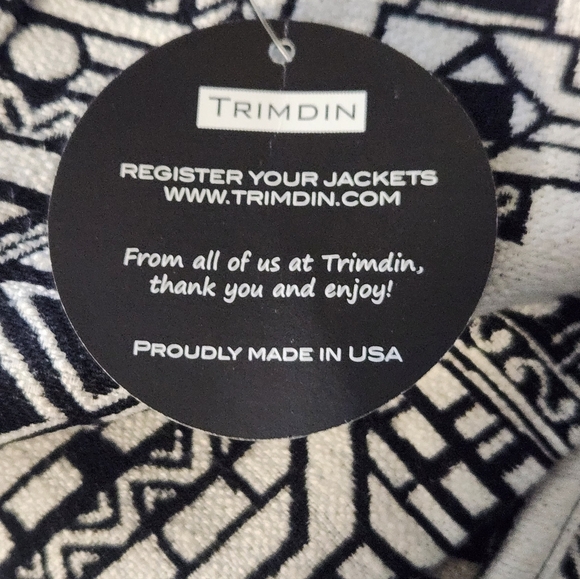 TRIMDIN
REGISTER YOUR JACKETS
WWW.TRIMDIN.COM
From all of us at Trimdin,
thank you and enjoy!
PROUDLY MADE IN USA